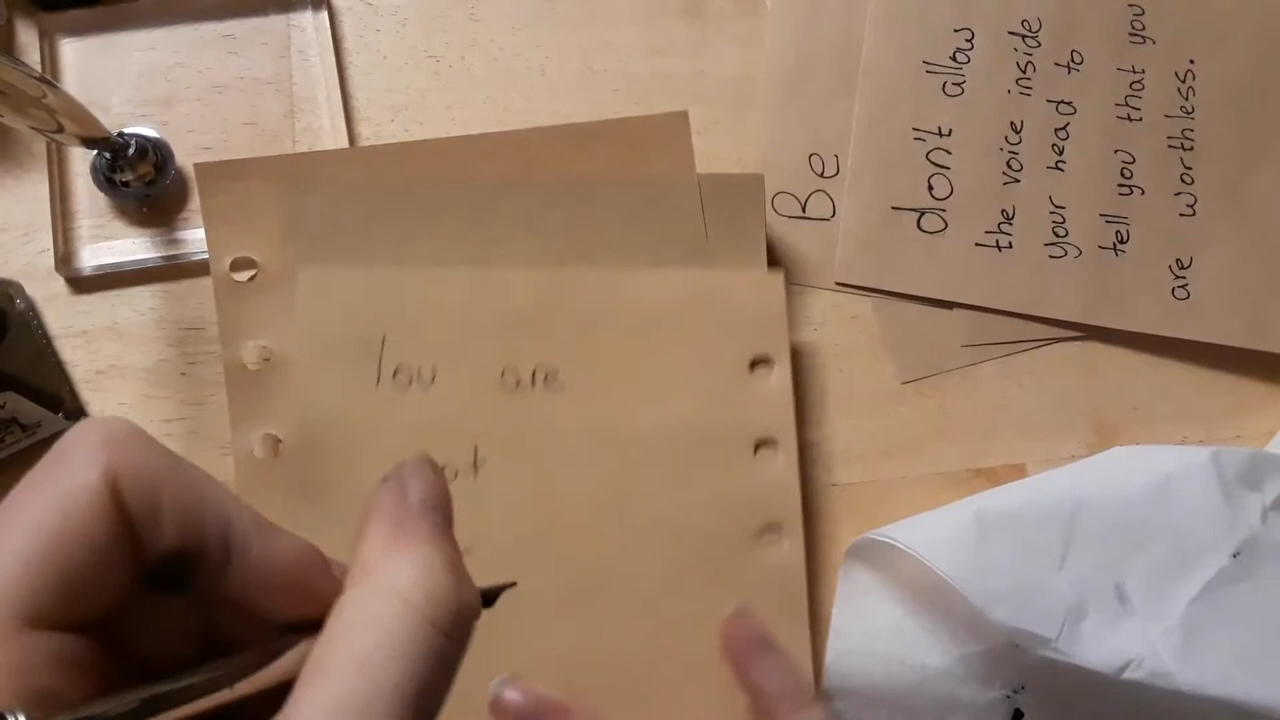 You are
Be
don't allow
the voice inside
your head to
tell you that you
are worthless.